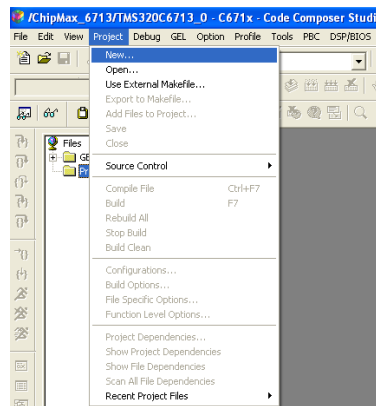 /ChipMax_6713/TMS320C6713_0 - C671x - Code Composer Studi
File Edit View Project Debug GEL Option Profile Tools PBC DSP/BIOS
New...
Open...
Use External Makefile...
Export to Makefile...
Add Files to Project...
Save
Close
Files
GE
Pr
Source Control
Compile File Ctrl+F7
Build F7
Rebuild All
Stop Build
Build Clean
Configurations...
Build Options...
File Specific Options...
Function Level Options...
Project Dependencies...
Show Project Dependencies
Show File Dependencies
Scan All File Dependencies
Recent Project Files